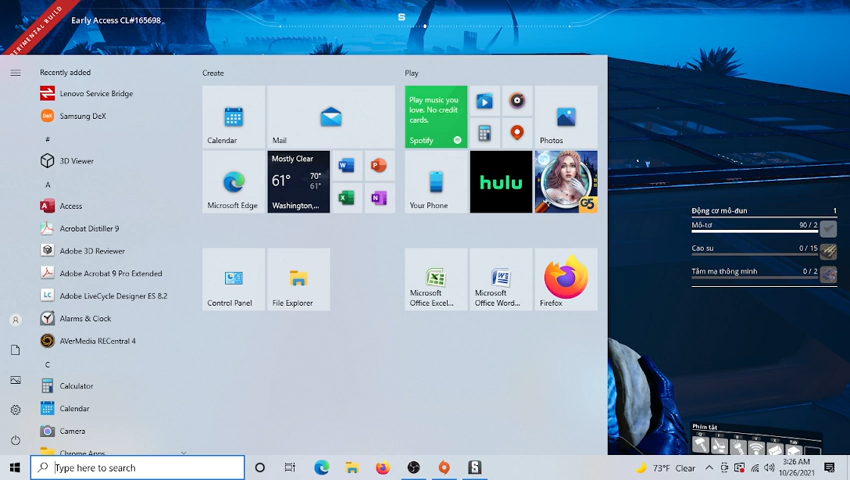 Early Access CL#165698
ERIMENTAL BUILD
Recently added
Lenovo Service Bridge
Samsung DeX
#
3D Viewer
A
Access
Acrobat Distiller 9
Adobe 3D Reviewer
Adobe Acrobat 9 Pro Extended
Adobe LiveCycle Designer ES 8.2
Alarms & Clock
AVerMedia RECentral 4
C
Calculator
Calendar
Camera
Chrome Apps
Create
Calendar
Mail
Microsoft Edge
Mostly Clear
61°
70°
61°
Washington,...
Control Panel
File Explorer
Play
Play music you
love. No credit
cards.
Spotify
Photos
Your Phone
hulu
G5
Microsoft
Office Excel...
Microsoft
Office Word...
Firefox
Động cơ mô-đun 1
Mô-tơ 90 / 2
Cao su 0 / 15
Tấm mạ thông minh 0 / 2
Phím tắt
Type here to search
73°F Clear
3:26 AM
10/26/2021